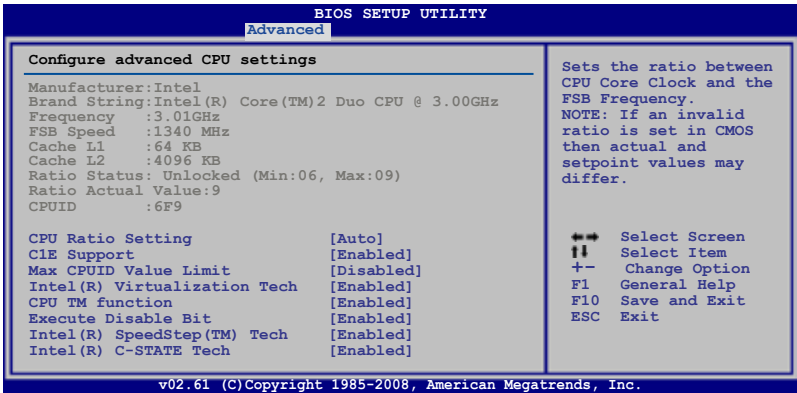 BIOS SETUP UTILITY
Advanced
Configure advanced CPU settings
Manufacturer:Intel
Brand String:Intel(R) Core(TM)2 Duo CPU @ 3.00GHz
Frequency :3.01GHz
FSB Speed :1340 MHz
Cache L1 :64 KB
Cache L2 :4096 KB
Ratio Status: Unlocked (Min:06, Max:09)
Ratio Actual Value:9
CPUID :6F9
CPU Ratio Setting [Auto]
C1E Support [Enabled]
Max CPUID Value Limit [Disabled]
Intel(R) Virtualization Tech [Enabled]
CPU TM function [Enabled]
Execute Disable Bit [Enabled]
Intel(R) SpeedStep(TM) Tech [Enabled]
Intel(R) C-STATE Tech [Enabled]
Sets the ratio between
CPU Core Clock and the
FSB Frequency.
NOTE: If an invalid
ratio is set in CMOS
then actual and
setpoint values may
differ.
←→ Select Screen
↑↓ Select Item
+- Change Option
F1 General Help
F10 Save and Exit
ESC Exit
v02.61 (C)Copyright 1985-2008, American Megatrends, Inc.